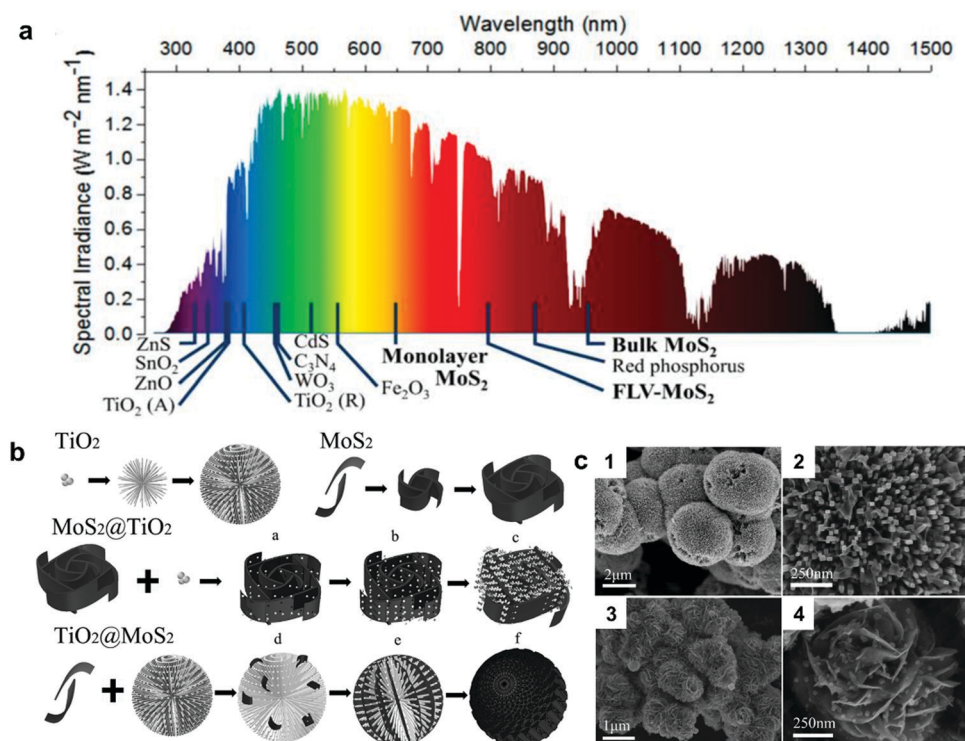 a
Wavelength (nm)
300 400 500 600 700 800 900 1000 1100 1200 1300 1400 1500
Spectral Irradiance (W m⁻² nm⁻¹)
1.4
1.2
1.0
0.8
0.6
0.4
0.2
0.0
ZnS
SnO₂
ZnO
TiO₂ (A)
CdS
C₃N₄
WO₃
TiO₂ (R)
Fe₂O₃
Monolayer
MoS₂
Bulk MoS₂
Red phosphorus
FLV-MoS₂
b
TiO₂
MoS₂
MoS₂@TiO₂
a b c
TiO₂@MoS₂
d e f
c
1
2μm
2
250nm
3
1μm
4
250nm